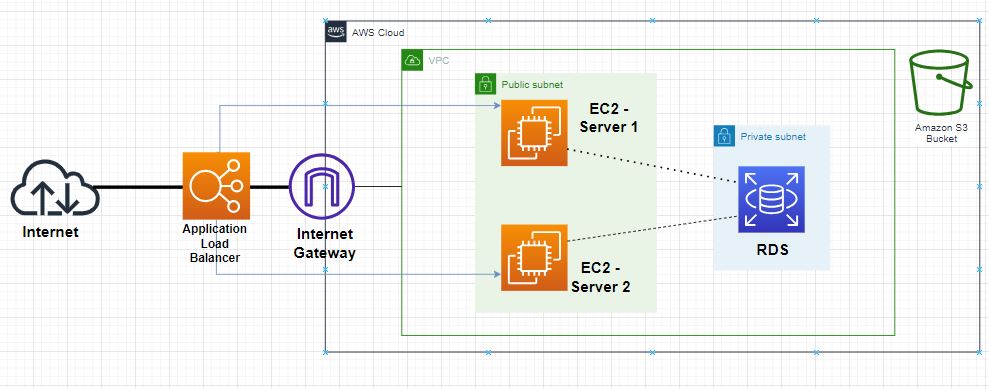 aws
AWS Cloud
VPC
Public subnet
EC2 -
Server 1
Private subnet
Amazon S3
Bucket
Internet
Application
Load
Balancer
Internet
Gateway
EC2 -
Server 2
RDS